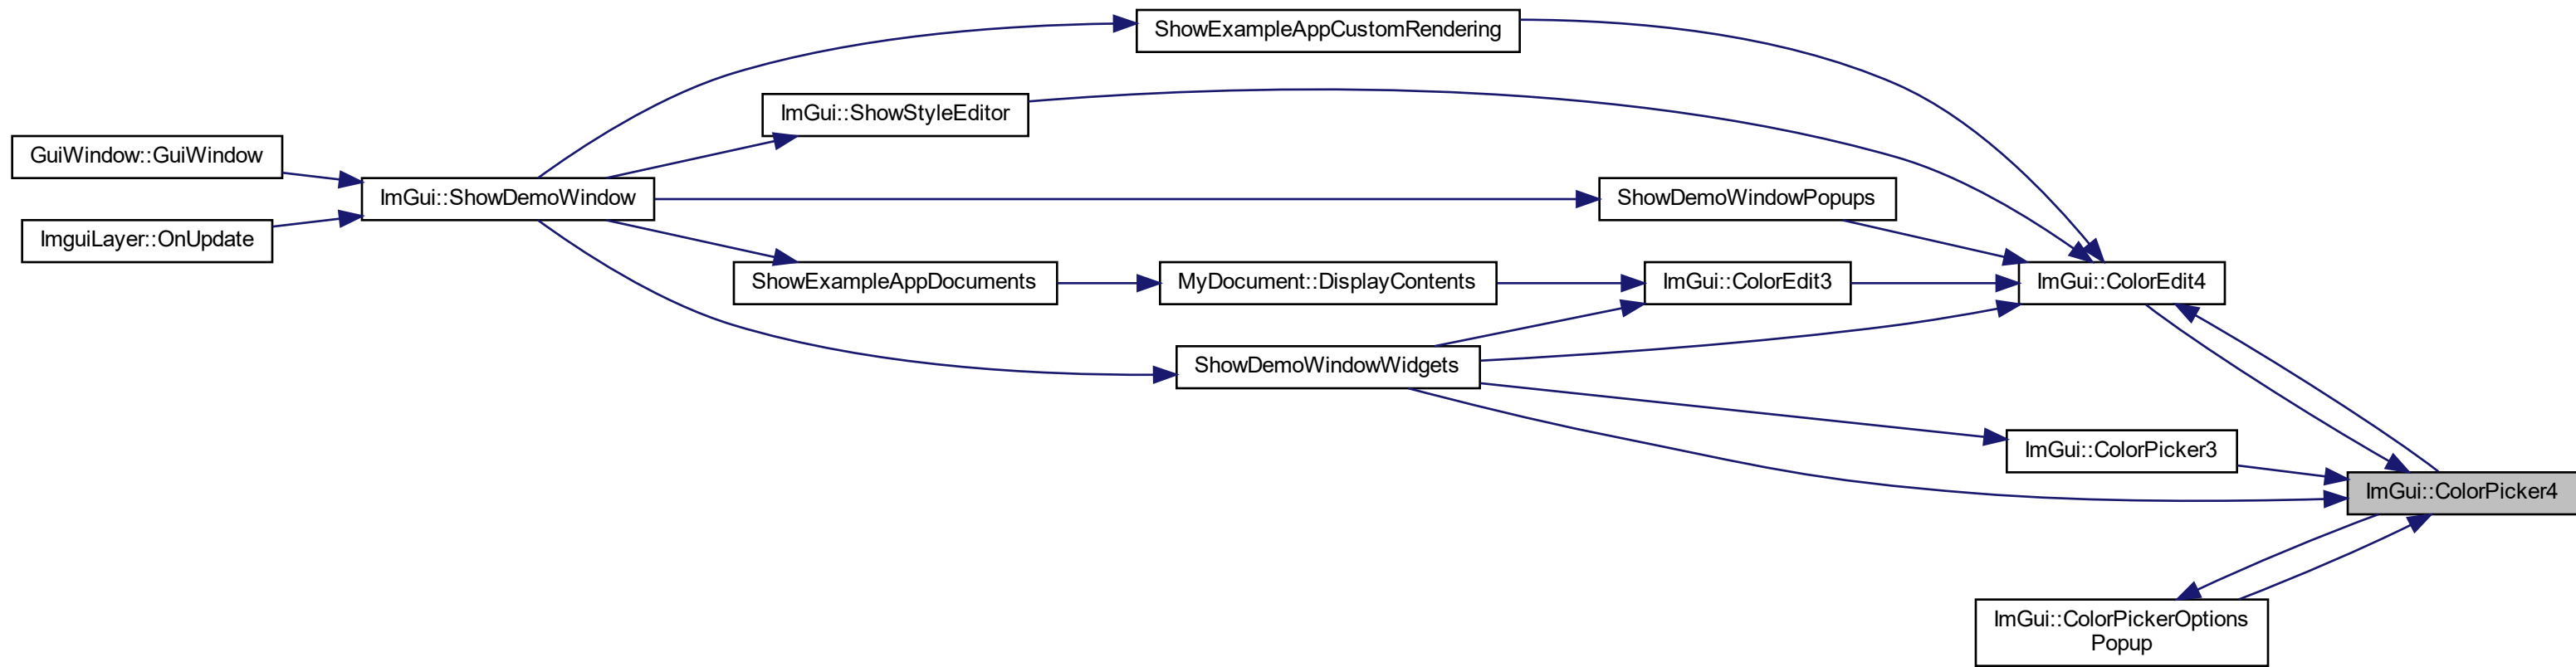 ShowExampleAppCustomRendering
ImGui::ShowStyleEditor
GuiWindow::GuiWindow
ImGui::ShowDemoWindow
ShowDemoWindowPopups
ImguiLayer::OnUpdate
ShowExampleAppDocuments
MyDocument::DisplayContents
ImGui::ColorEdit3
ImGui::ColorEdit4
ShowDemoWindowWidgets
ImGui::ColorPicker3
ImGui::ColorPicker4
ImGui::ColorPickerOptions
Popup